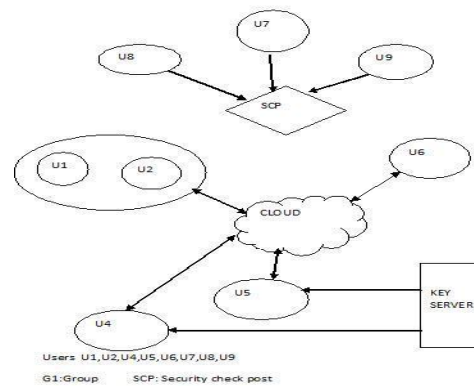 U7
U8
U9
SCP
U1
U2
U6
CLOUD
U5
KEY
SERVER
U4
Users U1,U2,U4,U5,U6,U7,U8,U9
G1:Group SCP: Security check post